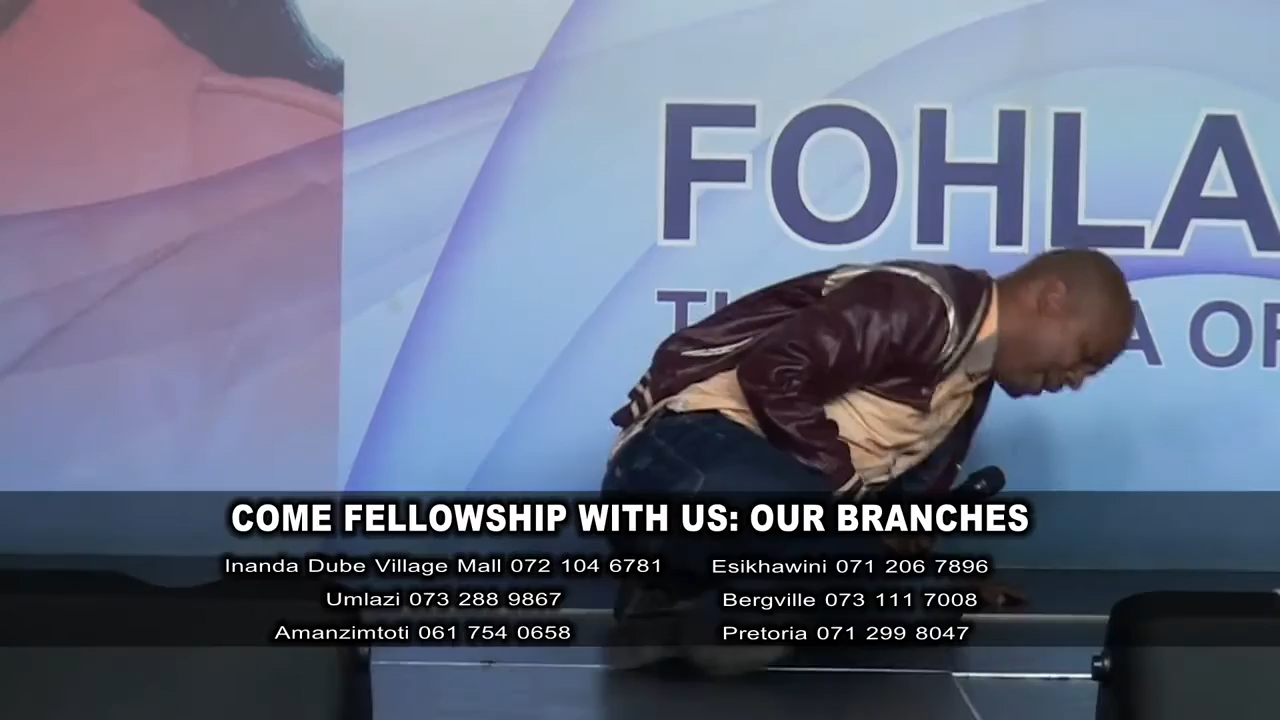 FOHLA
A OF
COME FELLOWSHIP WITH US: OUR BRANCHES
Inanda Dube Village Mall 072 104 6781
Esikhawini 071 206 7896
Umlazi 073 288 9867
Bergville 073 111 7008
Amanzimtoti 061 754 0658
Pretoria 071 299 8047